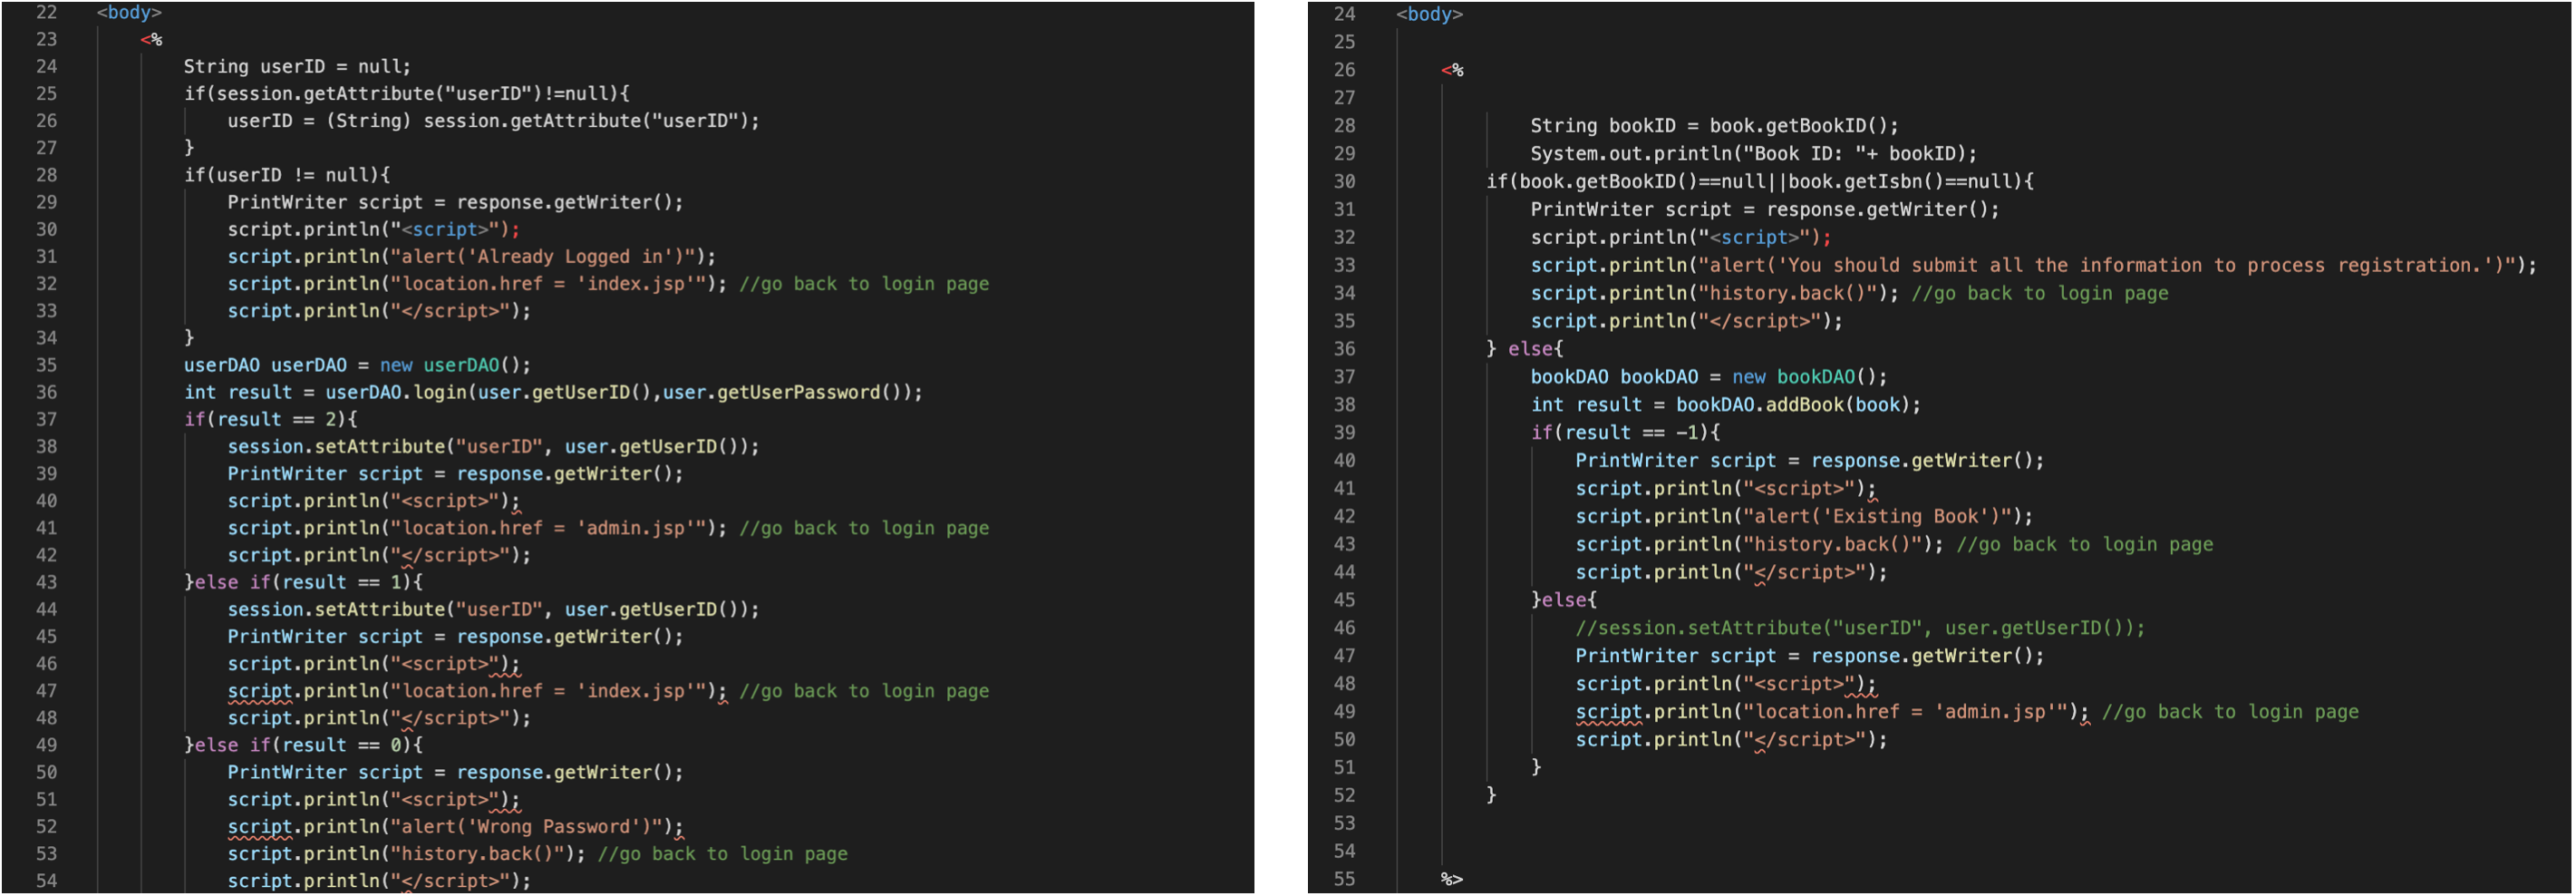 22 <body>
23 <%
24 String userID = null;
25 if(session.getAttribute("userID")!=null){
26 userID = (String) session.getAttribute("userID");
27 }
28 if(userID != null){
29 PrintWriter script = response.getWriter();
30 script.println("<script>");
31 script.println("alert('Already Logged in')");
32 script.println("location.href = 'index.jsp'"); //go back to login page
33 script.println("</script>");
34 }
35 userDAO userDAO = new userDAO();
36 int result = userDAO.login(user.getUserID(),user.getUserPassword());
37 if(result == 2){
38 session.setAttribute("userID", user.getUserID());
39 PrintWriter script = response.getWriter();
40 script.println("<script>");
41 script.println("location.href = 'admin.jsp'"); //go back to login page
42 script.println("</script>");
43 }else if(result == 1){
44 session.setAttribute("userID", user.getUserID());
45 PrintWriter script = response.getWriter();
46 script.println("<script>");
47 script.println("location.href = 'index.jsp'"); //go back to login page
48 script.println("</script>");
49 }else if(result == 0){
50 PrintWriter script = response.getWriter();
51 script.println("<script>");
52 script.println("alert('Wrong Password')");
53 script.println("history.back()"); //go back to login page
54 script.println("</script>");
24 <body>
25
26 <%
27
28 String bookID = book.getBookID();
29 System.out.println("Book ID: "+ bookID);
30 if(book.getBookID()==null||book.getIsbn()==null){
31 PrintWriter script = response.getWriter();
32 script.println("<script>");
33 script.println("alert('You should submit all the information to process registration.')");
34 script.println("history.back()"); //go back to login page
35 script.println("</script>");
36 } else{
37 bookDAO bookDAO = new bookDAO();
38 int result = bookDAO.addBook(book);
39 if(result == -1){
40 PrintWriter script = response.getWriter();
41 script.println("<script>");
42 script.println("alert('Existing Book')");
43 script.println("history.back()"); //go back to login page
44 script.println("</script>");
45 }else{
46 //session.setAttribute("userID", user.getUserID());
47 PrintWriter script = response.getWriter();
48 script.println("<script>");
49 script.println("location.href = 'admin.jsp'"); //go back to login page
50 script.println("</script>");
51 }
52 }
53
54
55 %>